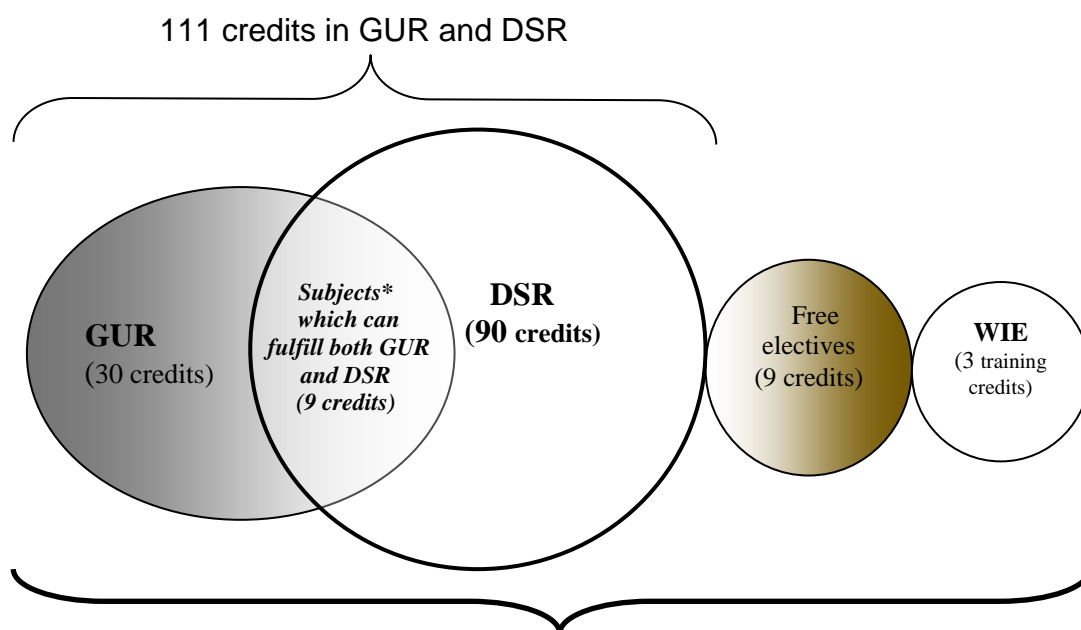 111 credits in GUR and DSR
GUR
(30 credits)
Subjects*
which can
fulfill both GUR
and DSR
(9 credits)
DSR
(90 credits)
Free
electives
(9 credits)
WIE
(3 training
credits)